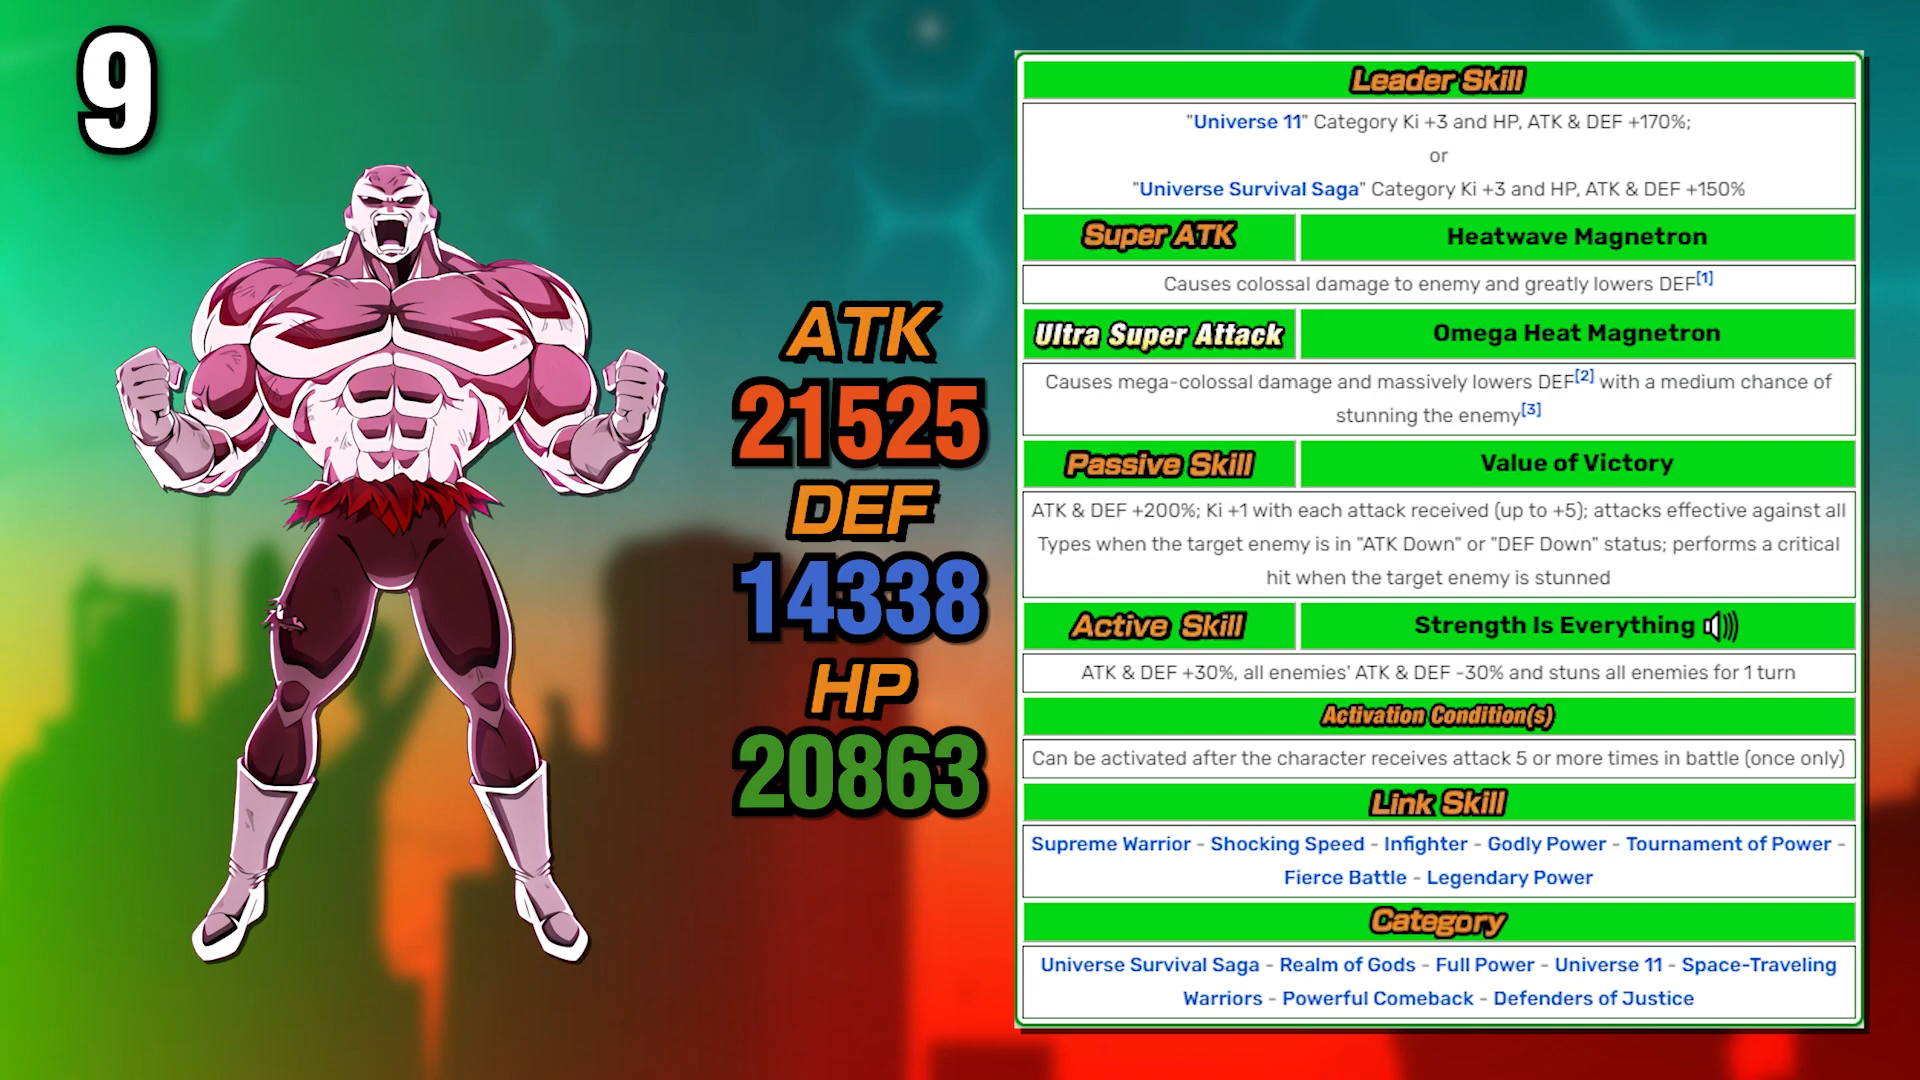 9
ATK
21525
DEF
14338
HP
20863
Leader Skill
"Universe 11" Category Ki +3 and HP, ATK & DEF +170%;
or
"Universe Survival Saga" Category Ki +3 and HP, ATK & DEF +150%
Super ATK
Heatwave Magnetron
Causes colossal damage to enemy and greatly lowers DEF[1]
Ultra Super Attack
Omega Heat Magnetron
Causes mega-colossal damage and massively lowers DEF[2] with a medium chance of
stunning the enemy[3]
Passive Skill
Value of Victory
ATK & DEF +200%; Ki +1 with each attack received (up to +5); attacks effective against all
Types when the target enemy is in "ATK Down" or "DEF Down" status; performs a critical
hit when the target enemy is stunned
Active Skill
Strength Is Everything
ATK & DEF +30%, all enemies' ATK & DEF -30% and stuns all enemies for 1 turn
Activation Condition(s)
Can be activated after the character receives attack 5 or more times in battle (once only)
Link Skill
Supreme Warrior - Shocking Speed - Infighter - Godly Power - Tournament of Power -
Fierce Battle - Legendary Power
Category
Universe Survival Saga - Realm of Gods - Full Power - Universe 11 - Space-Traveling
Warriors - Powerful Comeback - Defenders of Justice